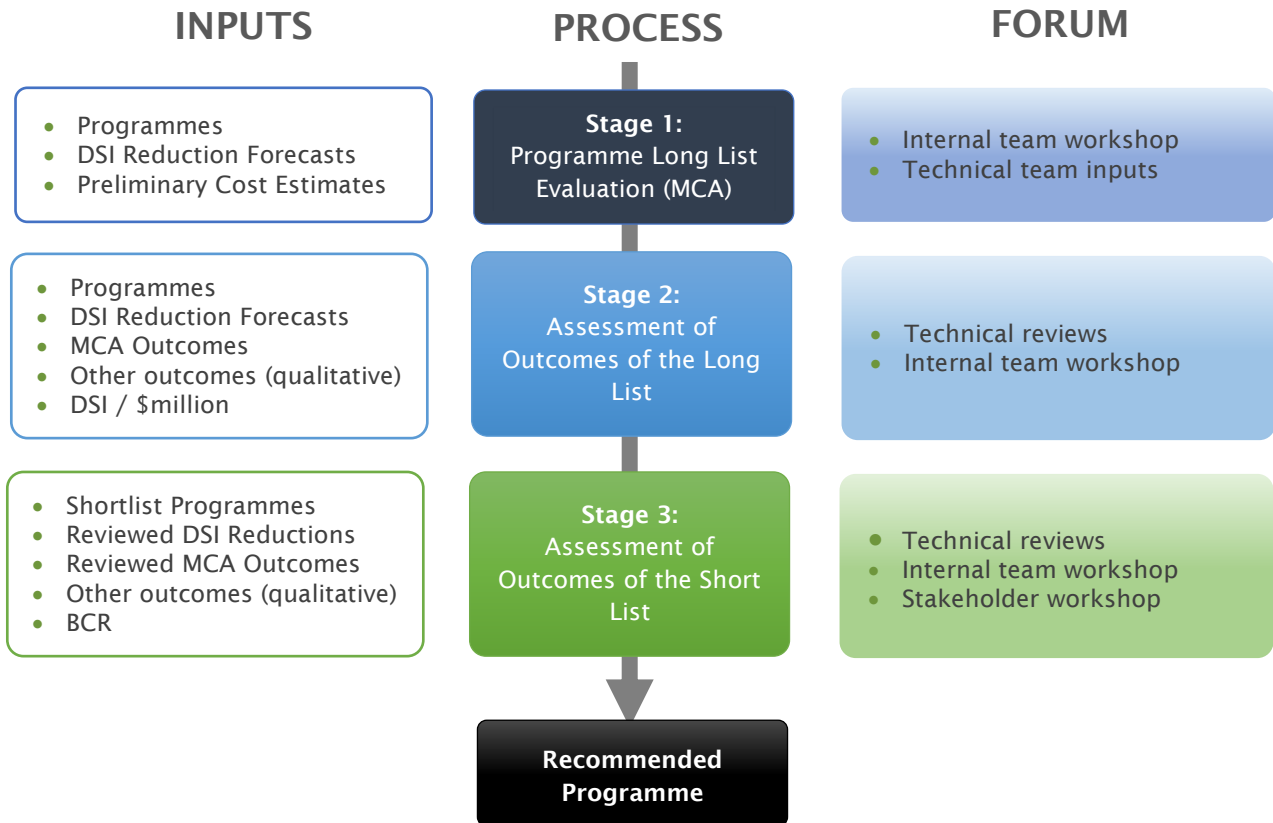 INPUTS
PROCESS
FORUM
• Programmes
• DSI Reduction Forecasts
• Preliminary Cost Estimates
Stage 1:
Programme Long List
Evaluation (MCA)
• Internal team workshop
• Technical team inputs
• Programmes
• DSI Reduction Forecasts
• MCA Outcomes
• Other outcomes (qualitative)
• DSI / $million
Stage 2:
Assessment of
Outcomes of the Long
List
• Technical reviews
• Internal team workshop
• Shortlist Programmes
• Reviewed DSI Reductions
• Reviewed MCA Outcomes
• Other outcomes (qualitative)
• BCR
Stage 3:
Assessment of
Outcomes of the Short
List
• Technical reviews
• Internal team workshop
• Stakeholder workshop
Recommended
Programme